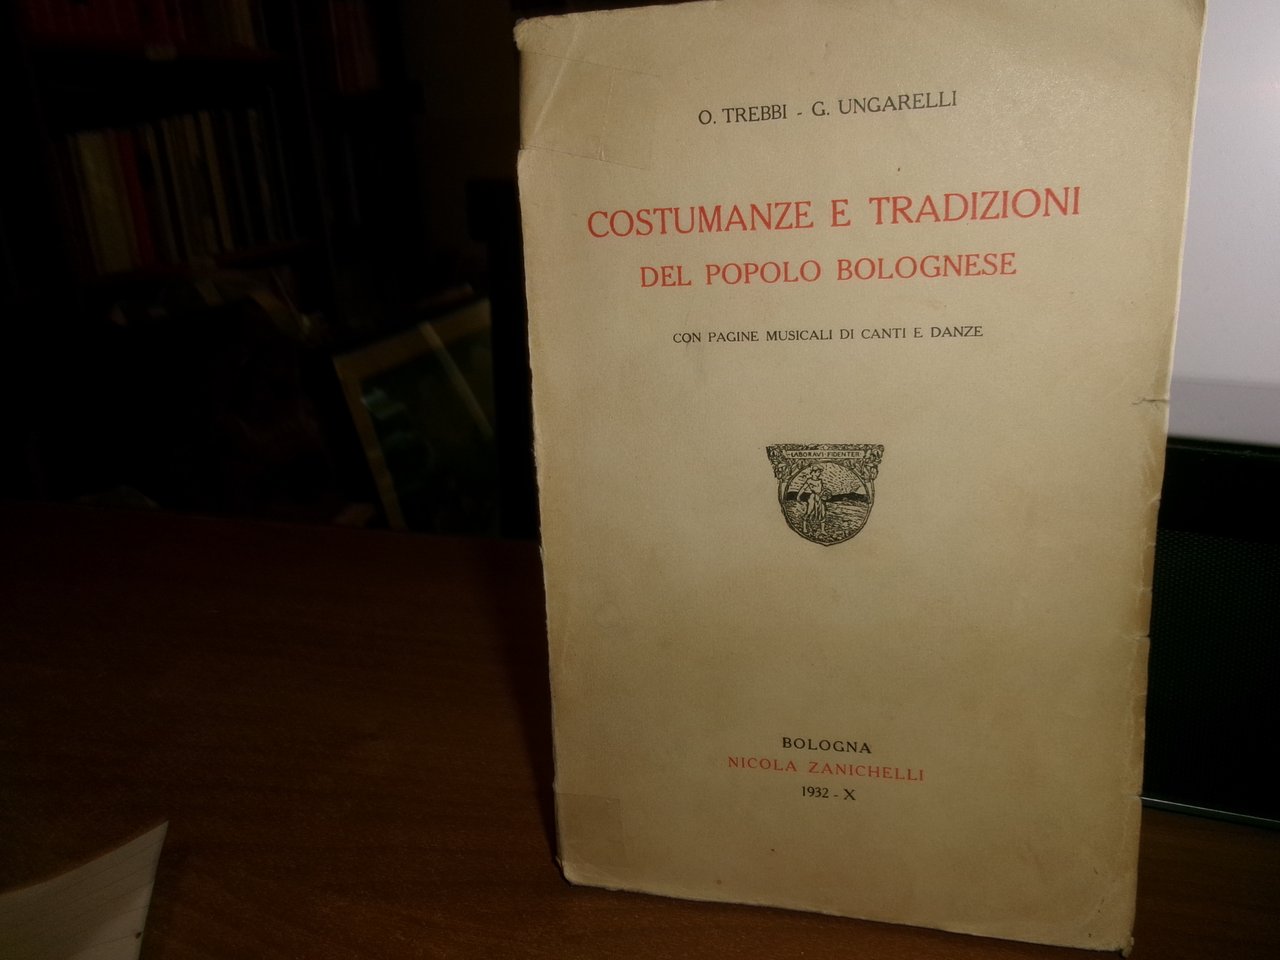 O. TREBBI - G. UNGARELLI
COSTUMANZE E TRADIZIONI
DEL POPOLO BOLOGNESE
CON PAGINE MUSICALI DI CANTI E DANZE
LABORAVI·FIDENTER
BOLOGNA
NICOLA ZANICHELLI
1932 - X